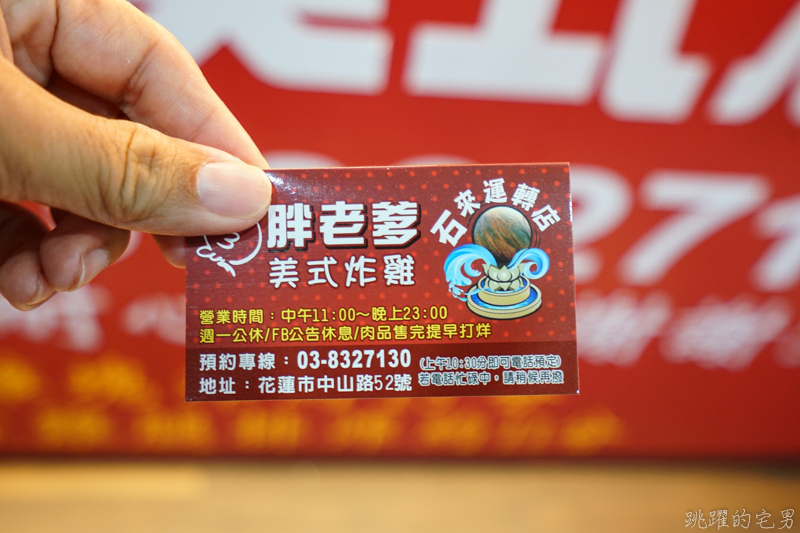 胖老爹
美式炸雞
石來運轉店
營業時間：中午11:00～晚上23:00
週一公休/FB公告休息/肉品售完提早打烊
預約專線：03-8327130 (上午10:30分即可電話預定)
地址：花蓮市中山路52號 若電話忙碌中，請稍候再撥
跳躍的宅男